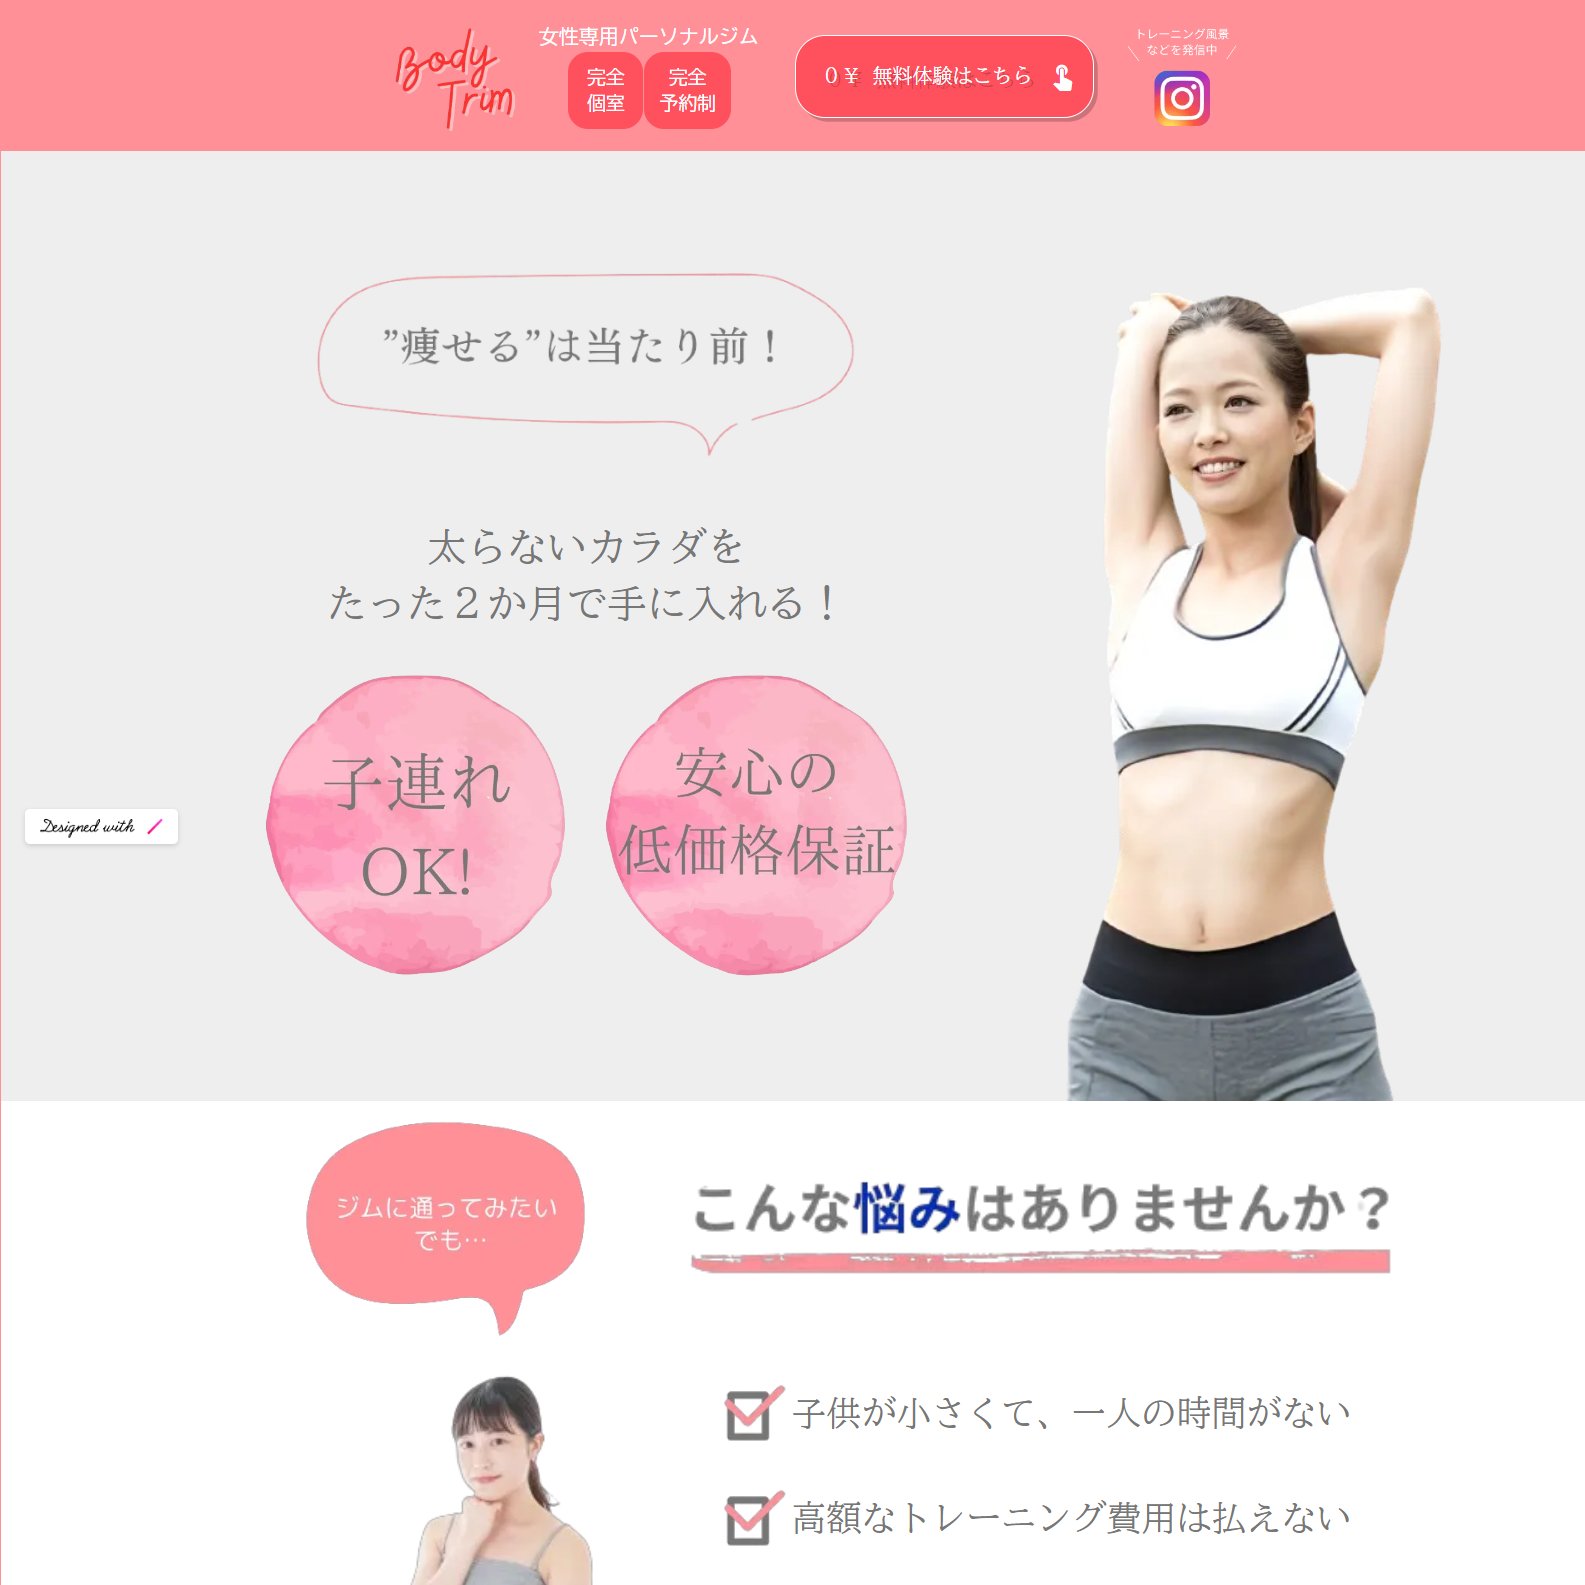 Body
Trim
女性専用パーソナルジム
完全
個室
完全
予約制
０￥ 無料体験はこちら
トレーニング風景
などを発信中
”痩せる”は当たり前！
太らないカラダを
たった２か月で手に入れる！
子連れ
OK!
安心の
低価格保証
Designed with
ジムに通ってみたい
でも…
こんな悩みはありませんか？
子供が小さくて、一人の時間がない
高額なトレーニング費用は払えない